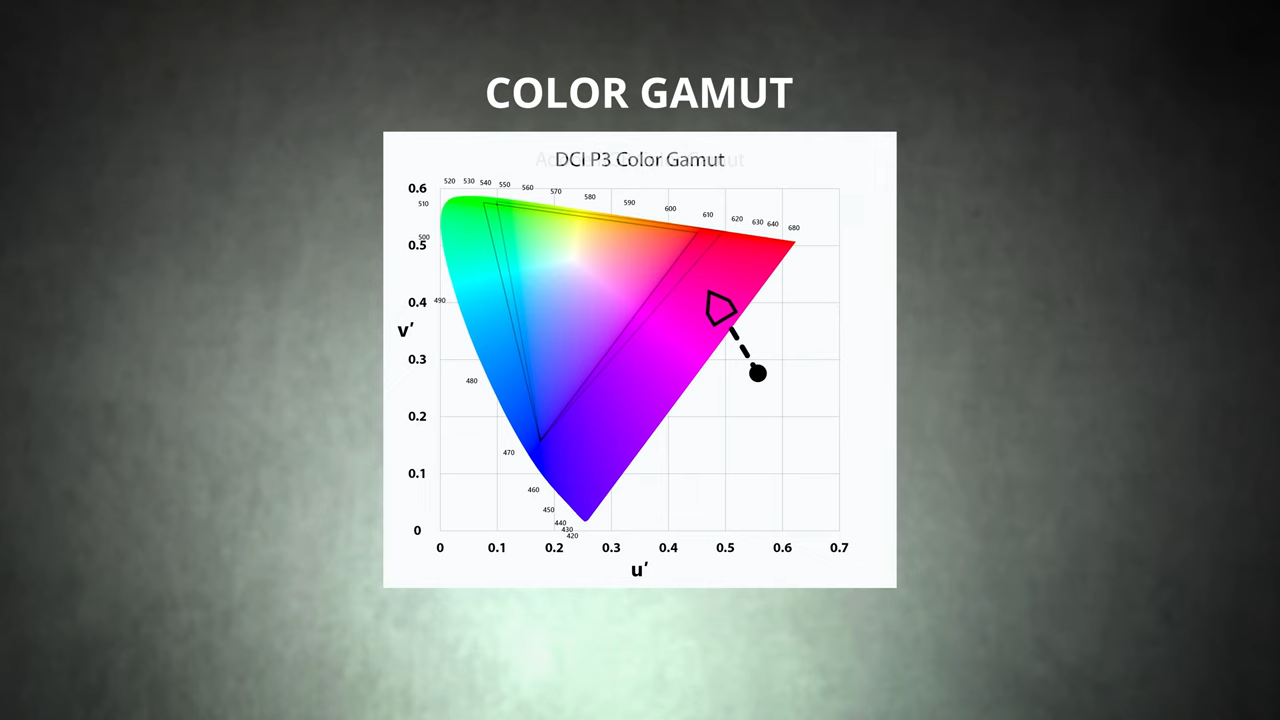 COLOR GAMUT
DCI P3 Color Gamut
520 530 540 550 560 570 580 590 600 610 620 630 640 680
510
500
490
480
470
460
450
440
430
420
0.6
0.5
0.4
0.3
0.2
0.1
0
v′
0 0.1 0.2 0.3 0.4 0.5 0.6 0.7
u′